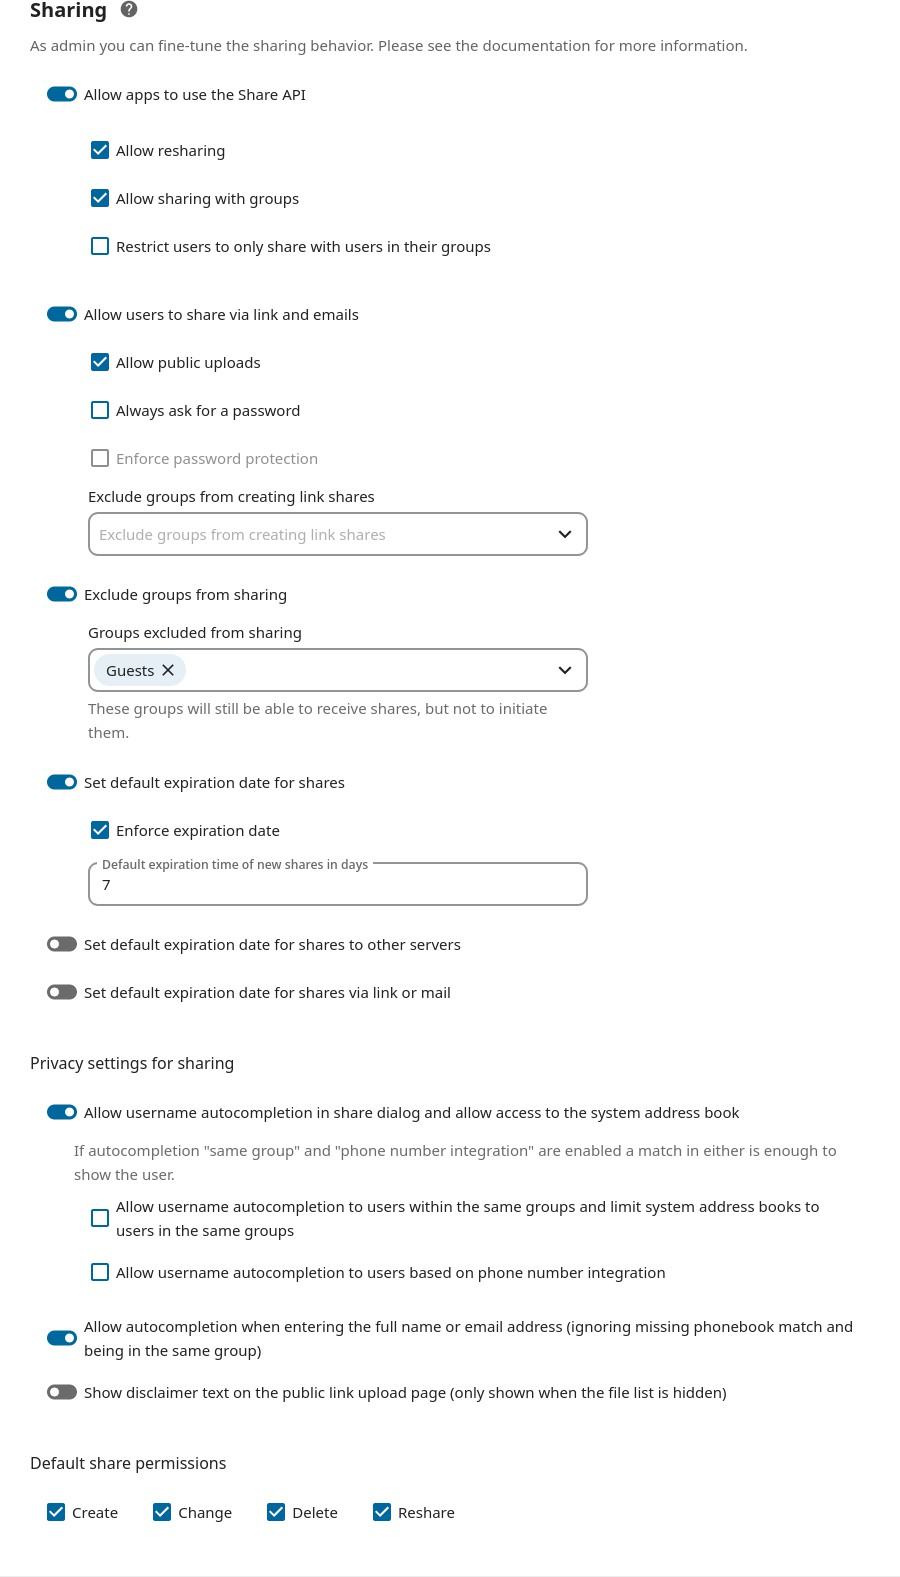 Sharing
As admin you can fine-tune the sharing behavior. Please see the documentation for more information.
Allow apps to use the Share API
Allow resharing
Allow sharing with groups
Restrict users to only share with users in their groups
Allow users to share via link and emails
Allow public uploads
Always ask for a password
Enforce password protection
Exclude groups from creating link shares
Exclude groups from creating link shares
Exclude groups from sharing
Groups excluded from sharing
Guests
These groups will still be able to receive shares, but not to initiate
them.
Set default expiration date for shares
Enforce expiration date
Default expiration time of new shares in days
7
Set default expiration date for shares to other servers
Set default expiration date for shares via link or mail
Privacy settings for sharing
Allow username autocompletion in share dialog and allow access to the system address book
If autocompletion "same group" and "phone number integration" are enabled a match in either is enough to
show the user.
Allow username autocompletion to users within the same groups and limit system address books to
users in the same groups
Allow username autocompletion to users based on phone number integration
Allow autocompletion when entering the full name or email address (ignoring missing phonebook match and
being in the same group)
Show disclaimer text on the public link upload page (only shown when the file list is hidden)
Default share permissions
Create Change Delete Reshare